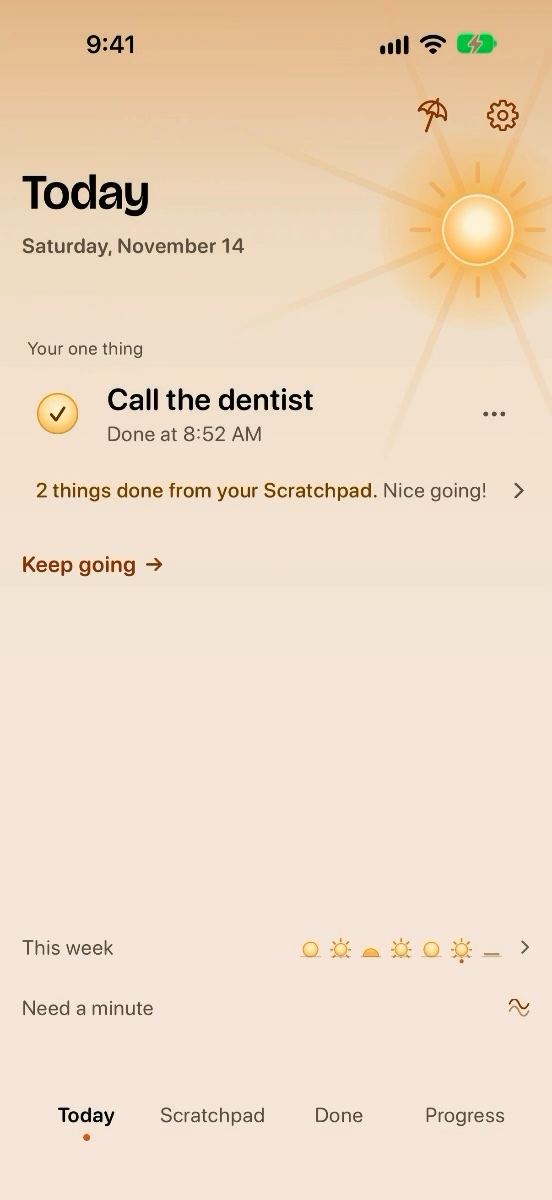 9:41
Today
Saturday, November 14
Your one thing
Call the dentist
Done at 8:52 AM
2 things done from your Scratchpad. Nice going!
Keep going →
This week
Need a minute
Today Scratchpad Done Progress